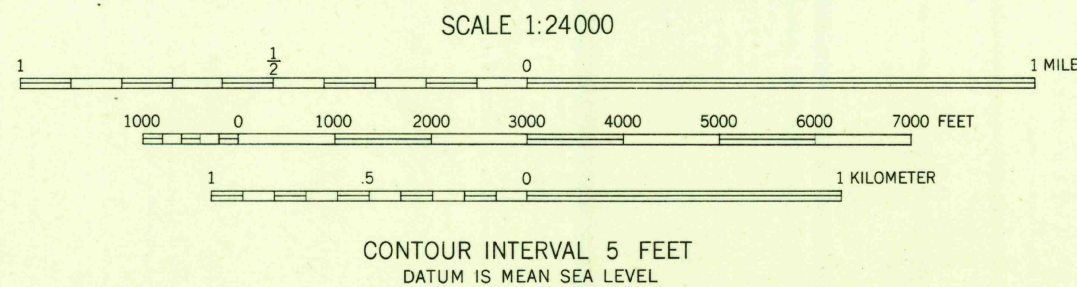 SCALE 1:24000
1 ½ 0 1 MILE
1000 0 1000 2000 3000 4000 5000 6000 7000 FEET
1 .5 0 1 KILOMETER
CONTOUR INTERVAL 5 FEET
DATUM IS MEAN SEA LEVEL